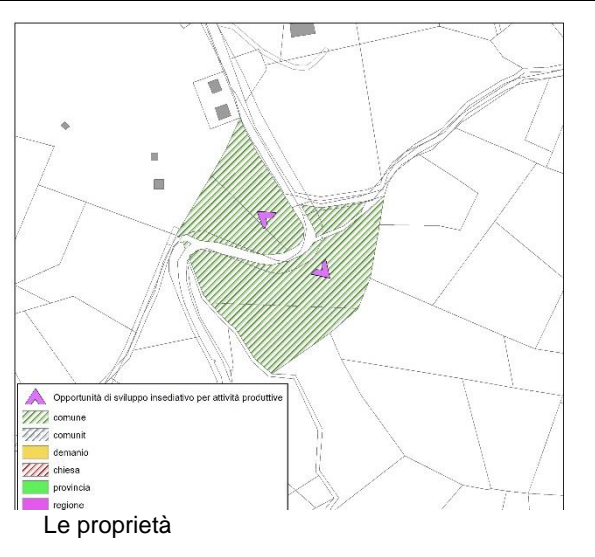 Opportunità di sviluppo insediativo per attività produttive
comune
comunit
demanio
chiesa
provincia
regione
Le proprietà